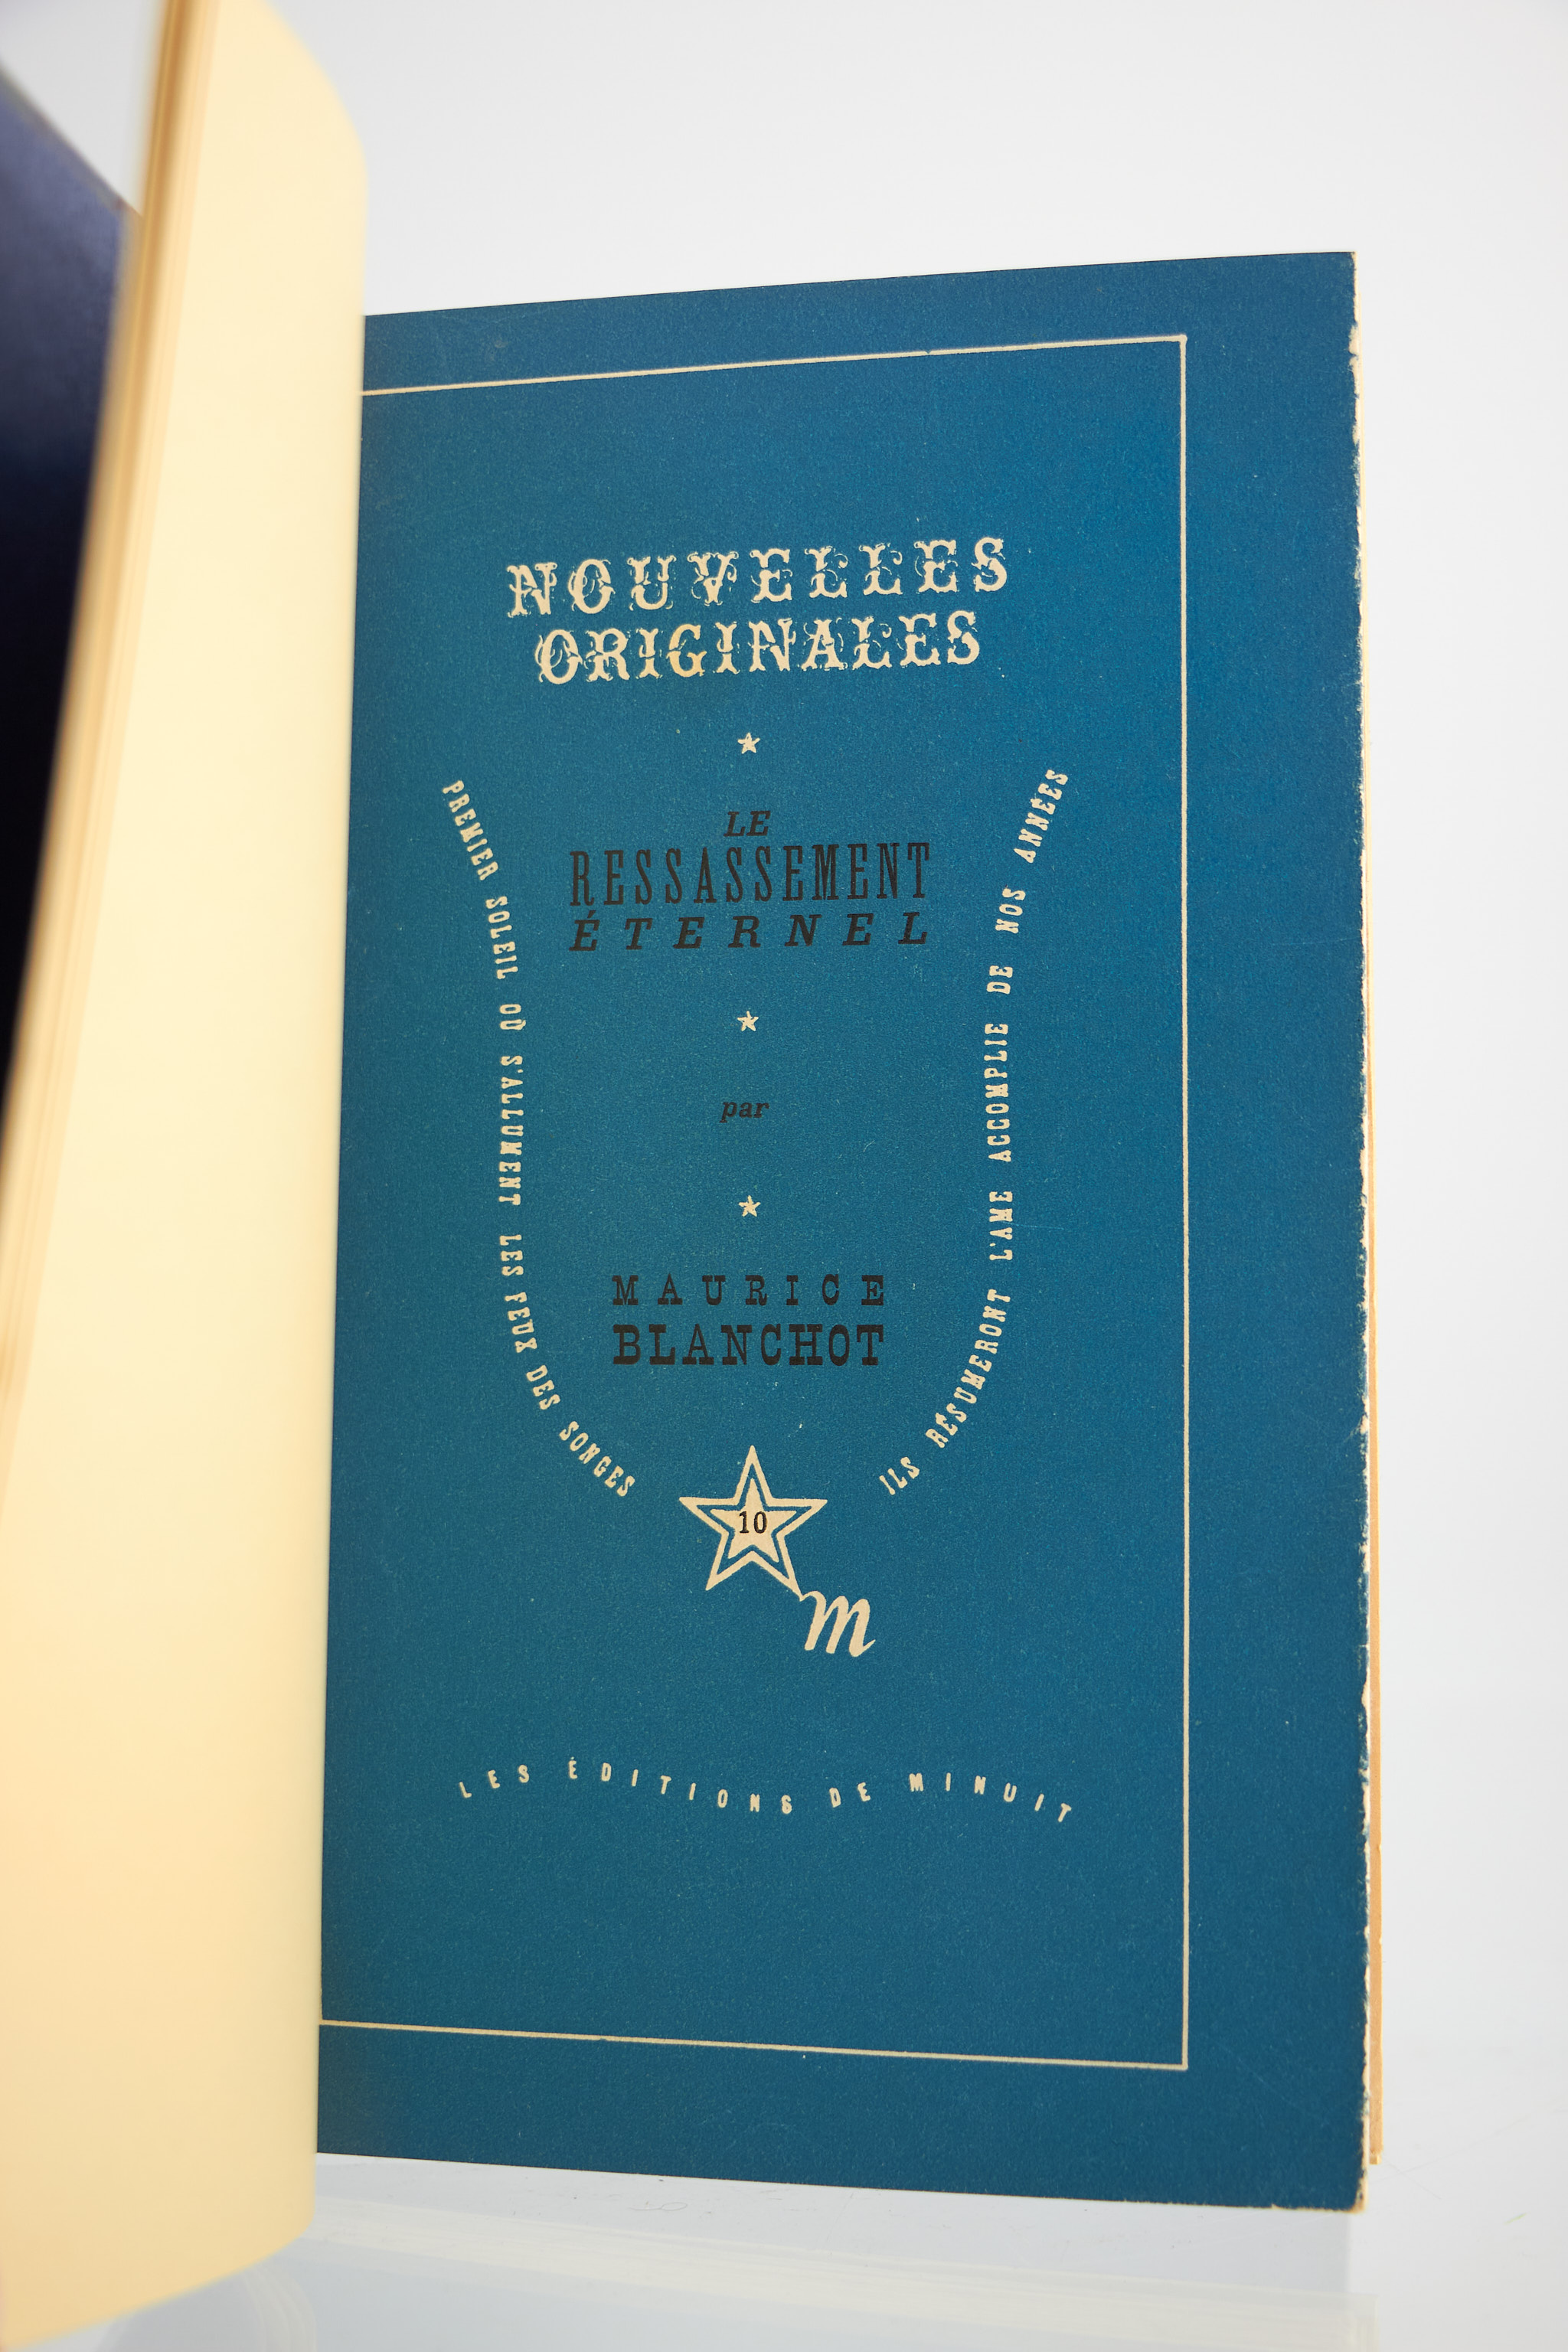 NOUVELLES
ORIGINALES
LE
RESSASSEMENT
ÉTERNEL
par
MAURICE
BLANCHOT
PREMIER SOLEIL OÙ S'ALLUMENT LES FEUX DES SONGES
ILS RÉSUMERONT L'AME ACCOMPLIE DE NOS ANNÉES
10
m
LES ÉDITIONS DE MINUIT